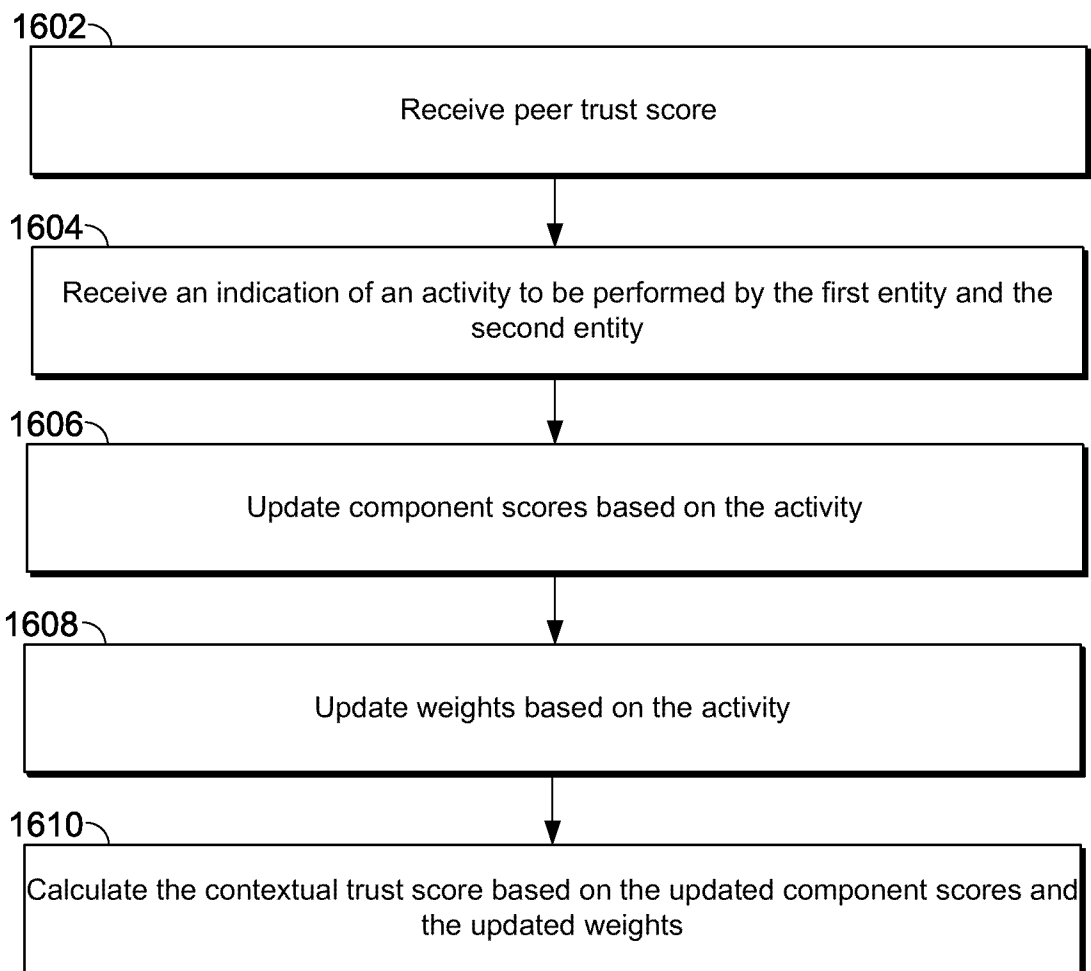 1602
Receive peer trust score
1604
Receive an indication of an activity to be performed by the first entity and the
second entity
1606
Update component scores based on the activity
1608
Update weights based on the activity
1610
Calculate the contextual trust score based on the updated component scores and
the updated weights